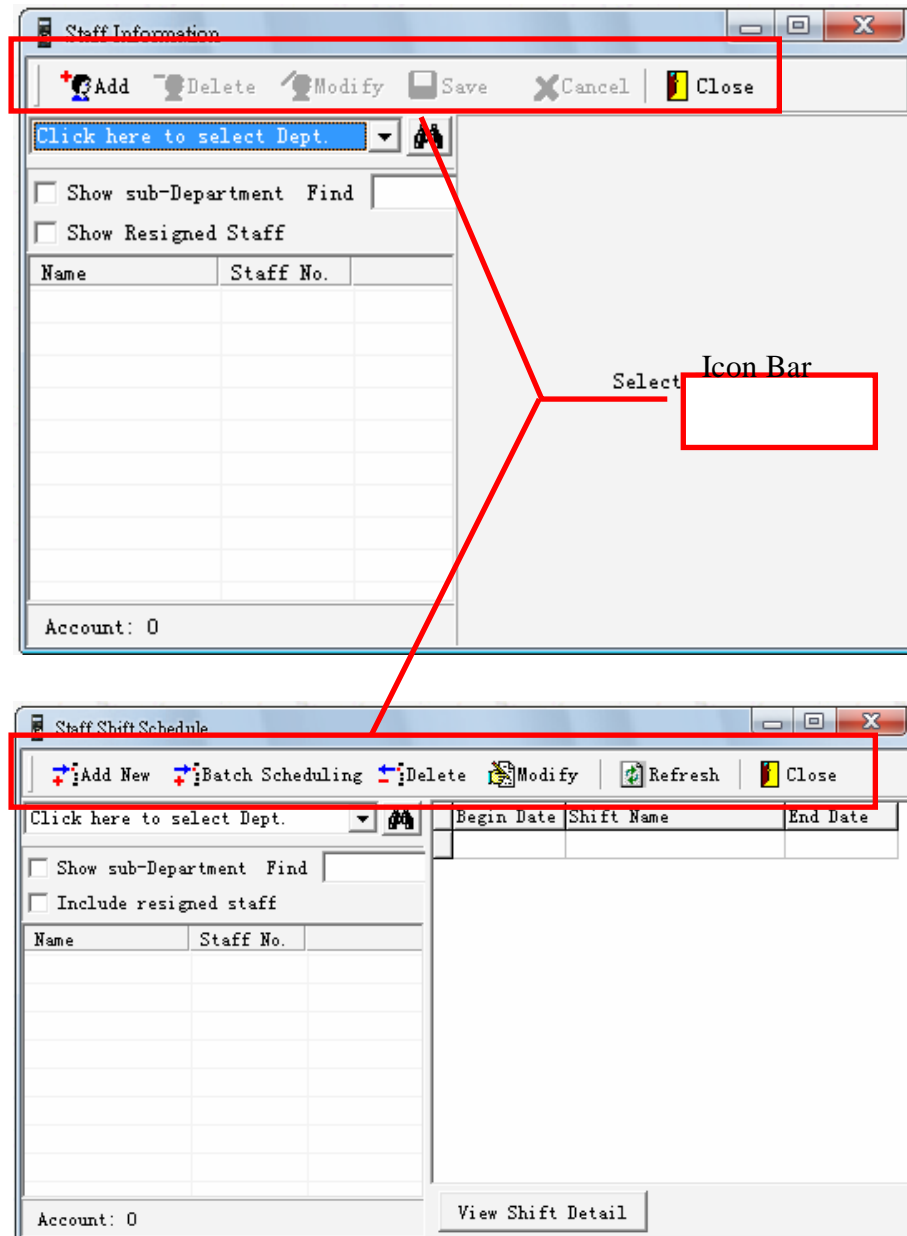 Staff Information
Add Delete Modify Save Cancel Close
Click here to select Dept.
Show sub-Department Find
Show Resigned Staff
Name Staff No.
Icon Bar
Select
Account: 0
Staff Shift Schedule
Add New Batch Scheduling Delete Modify Refresh Close
Click here to select Dept.
Begin Date Shift Name End Date
Show sub-Department Find
Include resigned staff
Name Staff No.
View Shift Detail
Account: 0